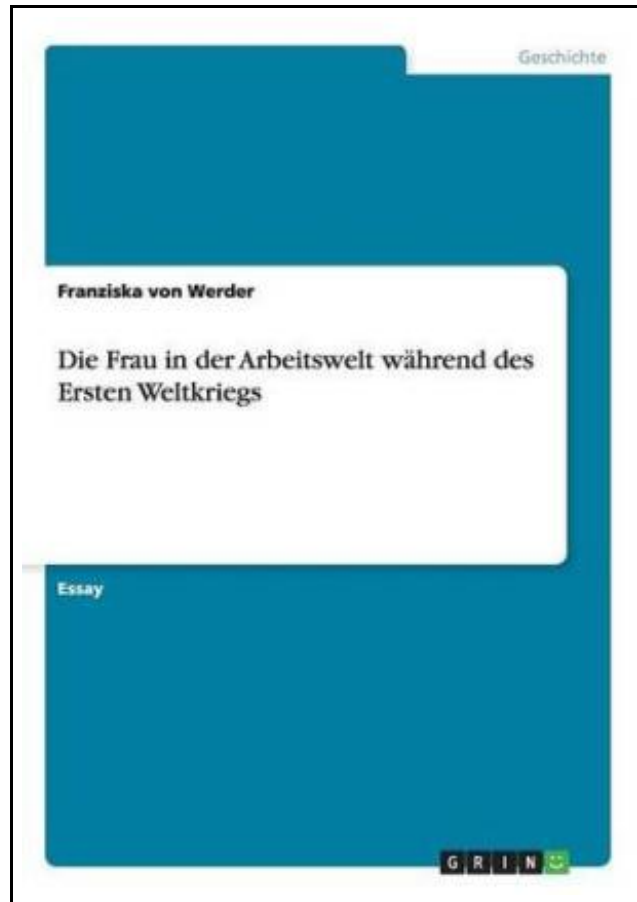 Geschichte
Franziska von Werder
Die Frau in der Arbeitswelt während des
Ersten Weltkriegs
Essay
GRIN